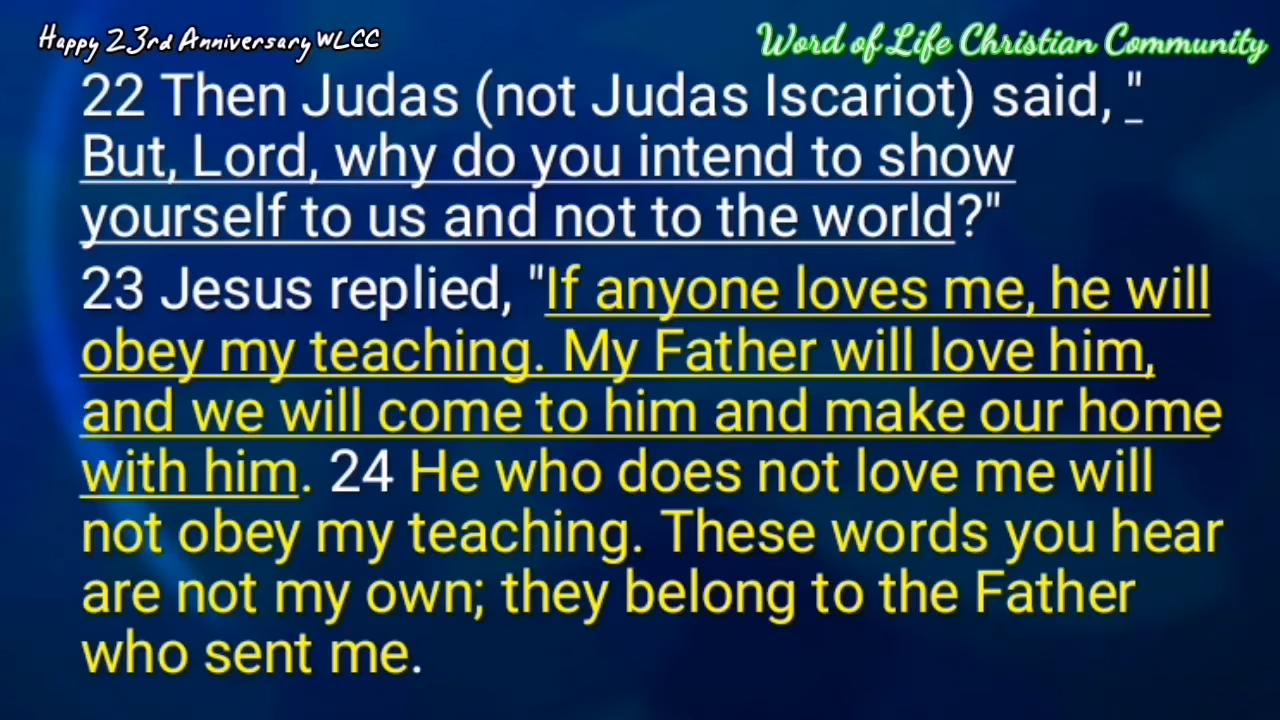 Happy 23rd Anniversary WLCC
Word of Life Christian Community
22 Then Judas (not Judas Iscariot) said, "
But, Lord, why do you intend to show
yourself to us and not to the world?"
23 Jesus replied, "If anyone loves me, he will
obey my teaching. My Father will love him,
and we will come to him and make our home
with him. 24 He who does not love me will
not obey my teaching. These words you hear
are not my own; they belong to the Father
who sent me.